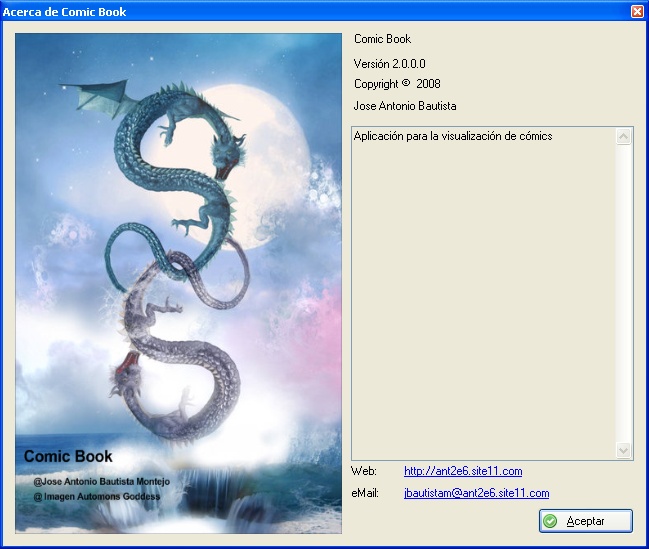 Acerca de Comic Book
Comic Book
Versión 2.0.0.0
Copyright © 2008
Jose Antonio Bautista
Aplicación para la visualización de cómics
Comic Book
@Jose Antonio Bautista Montejo
@ Imagen Automons Goddess
Web: http://ant2e6.site11.com
eMail: jbautistam@ant2e6.site11.com
Aceptar